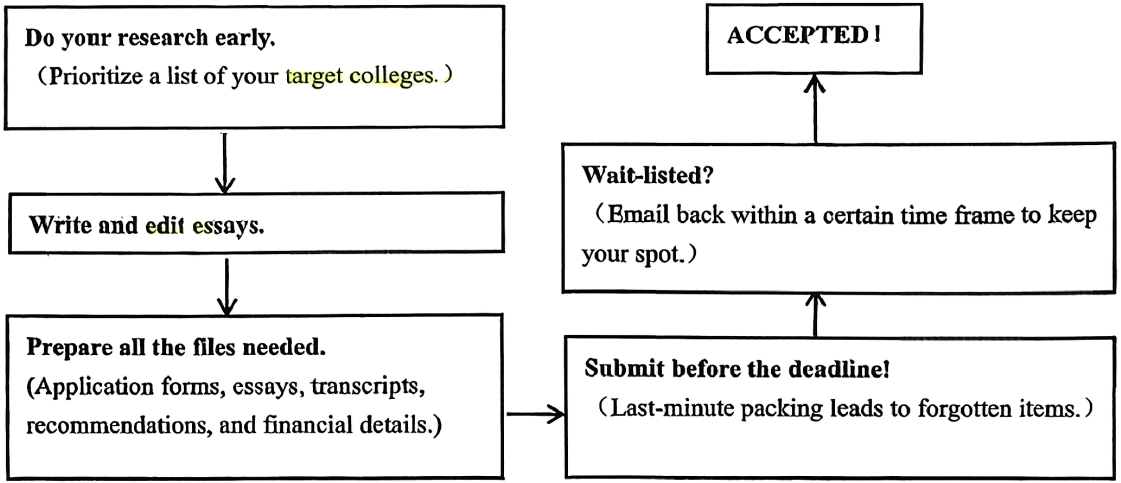 Do your research early.
（Prioritize a list of your target colleges.）
Write and edit essays.
Prepare all the files needed.
(Application forms, essays, transcripts,
recommendations, and financial details.)
Submit before the deadline!
（Last-minute packing leads to forgotten items.）
Wait-listed?
（Email back within a certain time frame to keep
your spot.）
ACCEPTED!